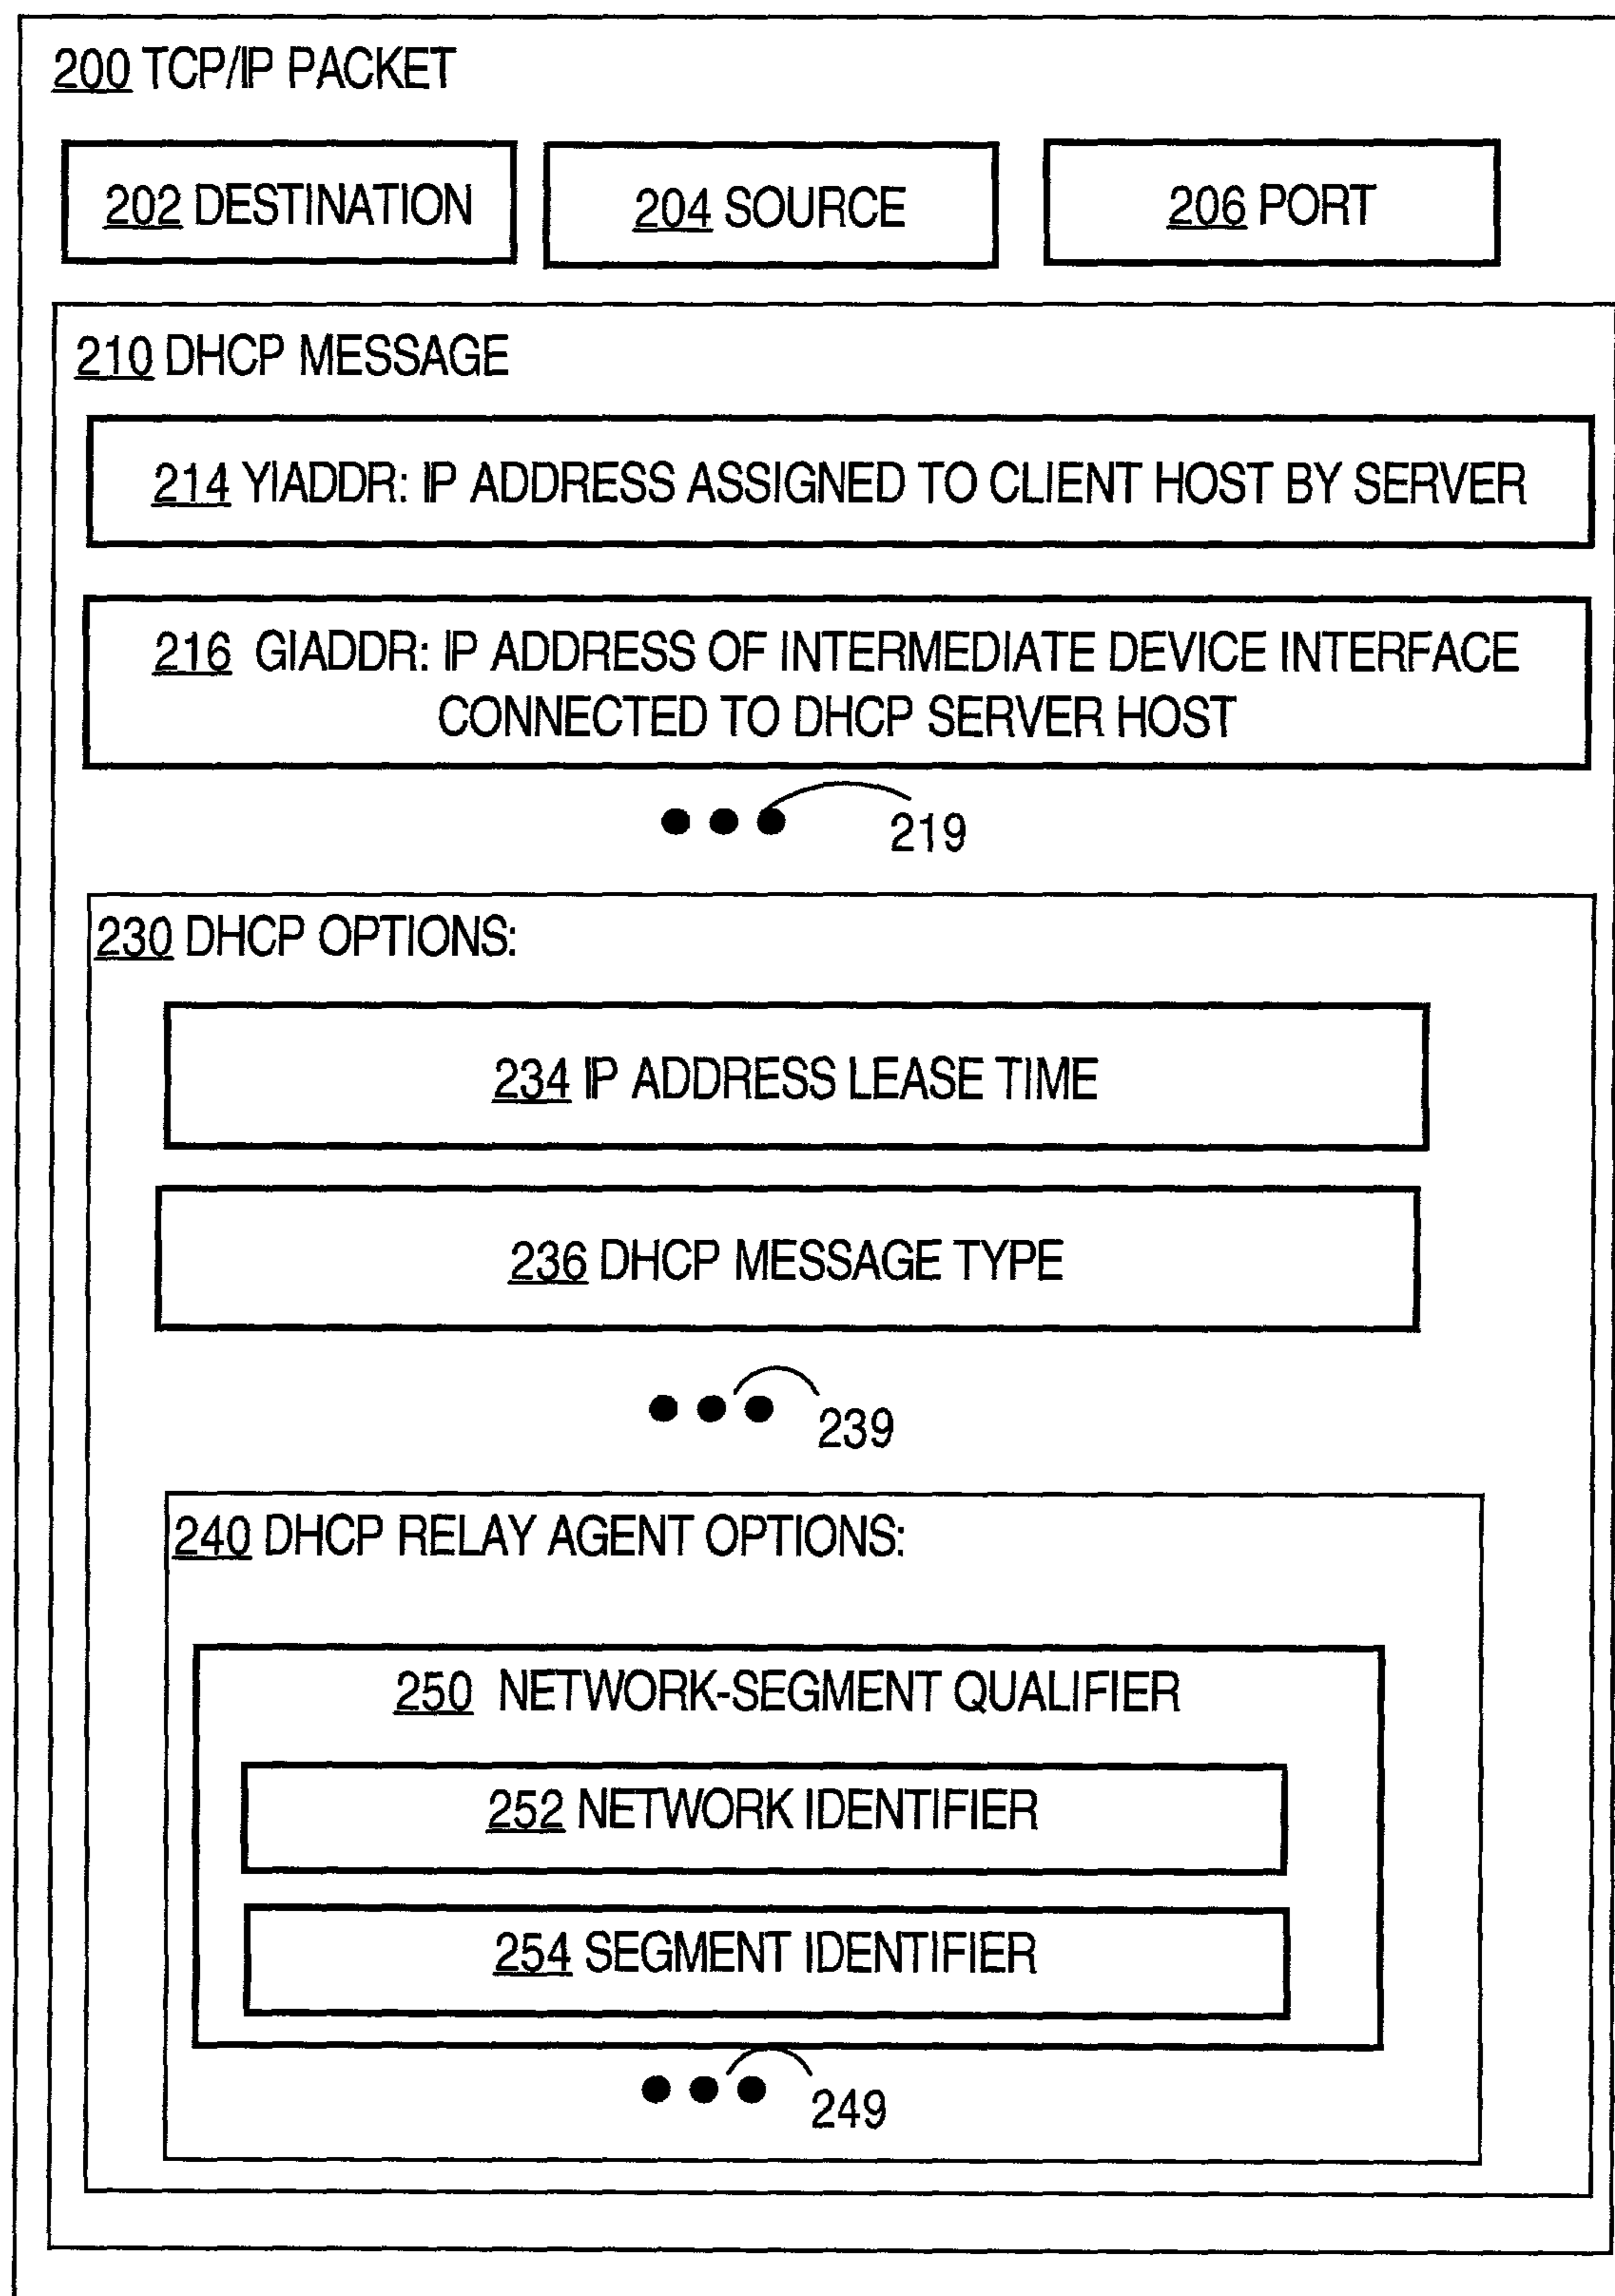 200 TCP/IP PACKET
202 DESTINATION
204 SOURCE
206 PORT
210 DHCP MESSAGE
214 YIADDR: IP ADDRESS ASSIGNED TO CLIENT HOST BY SERVER
216 GIADDR: IP ADDRESS OF INTERMEDIATE DEVICE INTERFACE
CONNECTED TO DHCP SERVER HOST
219
230 DHCP OPTIONS:
234 IP ADDRESS LEASE TIME
236 DHCP MESSAGE TYPE
239
240 DHCP RELAY AGENT OPTIONS:
250 NETWORK-SEGMENT QUALIFIER
252 NETWORK IDENTIFIER
254 SEGMENT IDENTIFIER
249